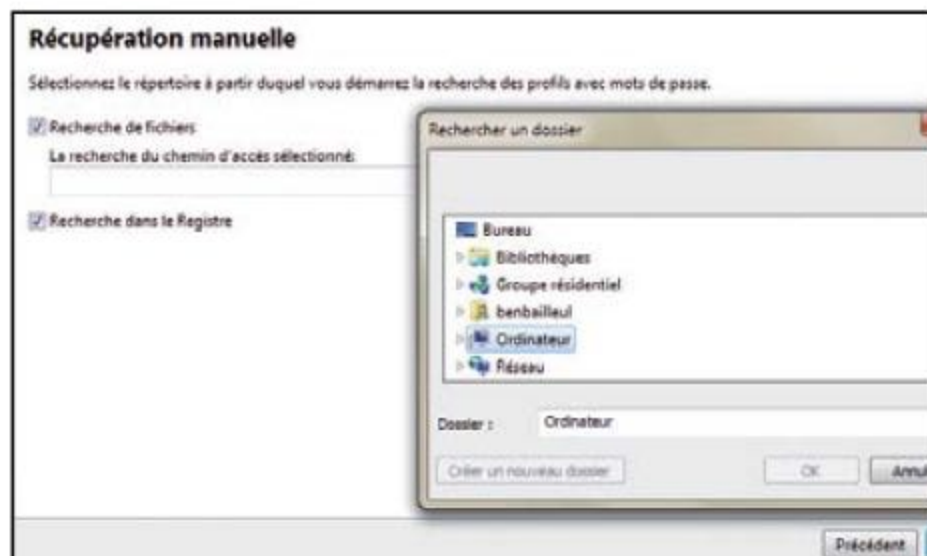 Récupération manuelle
Sélectionnez le répertoire à partir duquel vous démarrez la recherche des profils avec mots de passe.
Recherche de fichiers
La recherche du chemin d'accès sélectionné:
Recherche dans le Registre
Rechercher un dossier
Bureau
Bibliothèques
Groupe résidentiel
benbailleul
Ordinateur
Réseau
Dossier :
Ordinateur
Créer un nouveau dossier
OK
Annul
Précédent